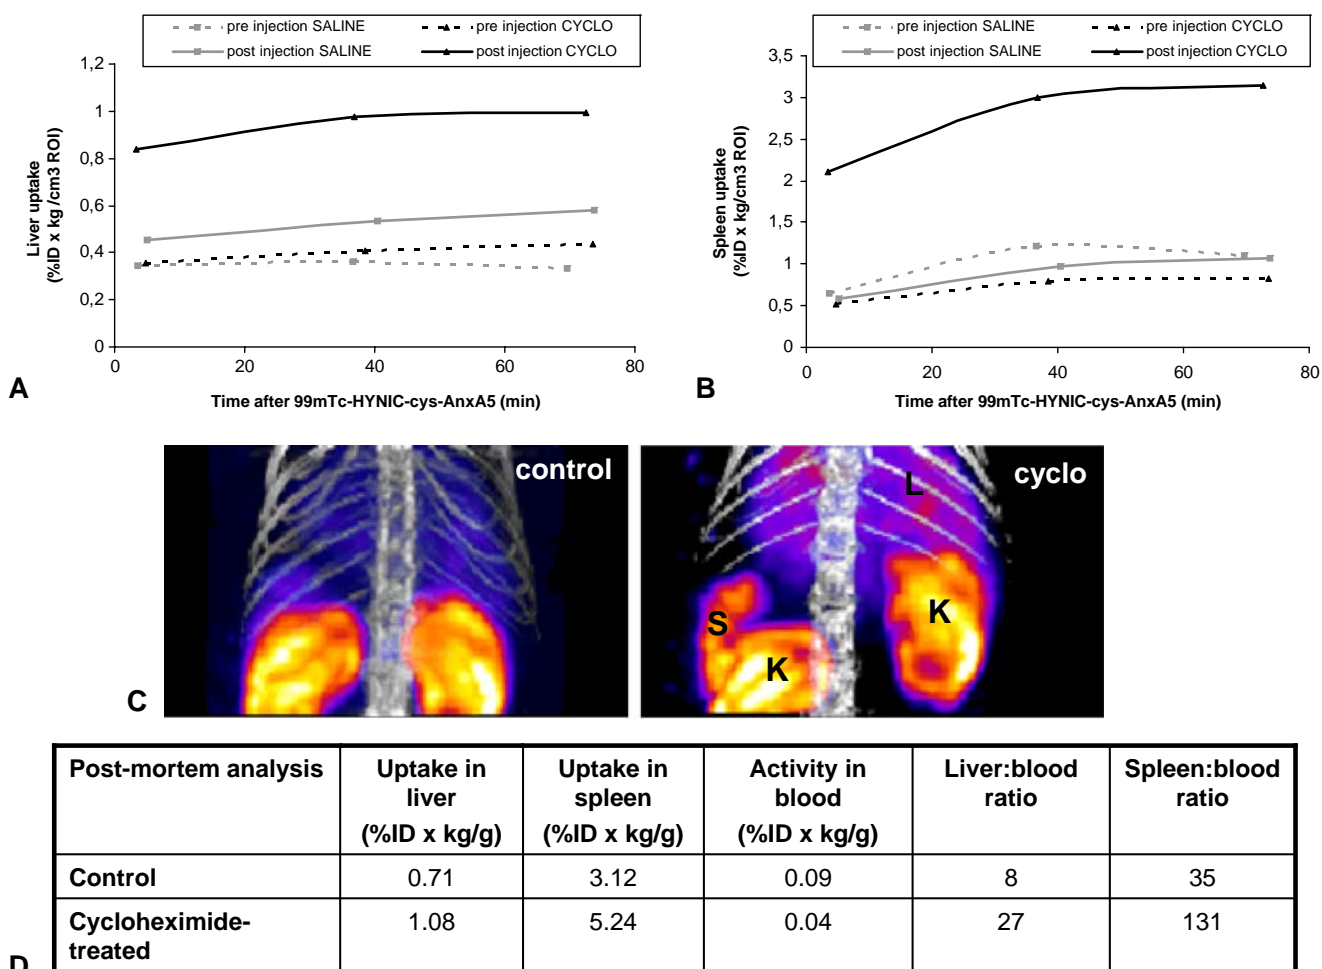 pre injection SALINE pre injection CYCLO
post injection SALINE post injection CYCLO
1,2
1
0,8
0,6
0,4
0,2
0
0 20 40 60 80
Liver uptake
(%ID x kg /cm3 ROI)
Time after 99mTc-HYNIC-cys-AnxA5 (min)
A
pre injection SALINE pre injection CYCLO
post injection SALINE post injection CYCLO
3,5
3
2,5
2
1,5
1
0,5
0
0 20 40 60 80
Spleen uptake
(%ID x kg/cm3 ROI)
Time after 99mTc-HYNIC-cys-AnxA5 (min)
B
control
cyclo
L
S
K
K
C
Post-mortem analysis Uptake in liver (%ID x kg/g) Uptake in spleen (%ID x kg/g) Activity in blood (%ID x kg/g) Liver:blood ratio Spleen:blood ratio
Control 0.71 3.12 0.09 8 35
Cycloheximide-treated 1.08 5.24 0.04 27 131
D